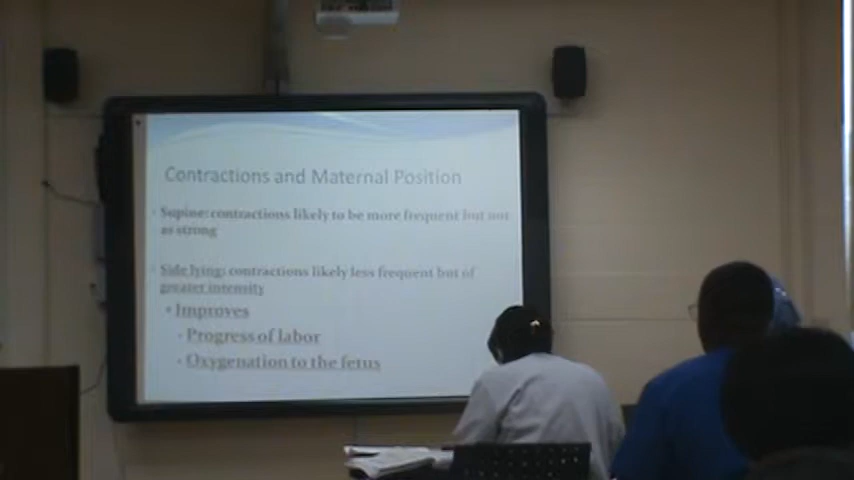 Contractions and Maternal Position
Supine: contractions likely to be more frequent but not
as strong
Side lying: contractions likely less frequent but of
greater intensity
• Improves
• Progress of labor
• Oxygenation to the fetus